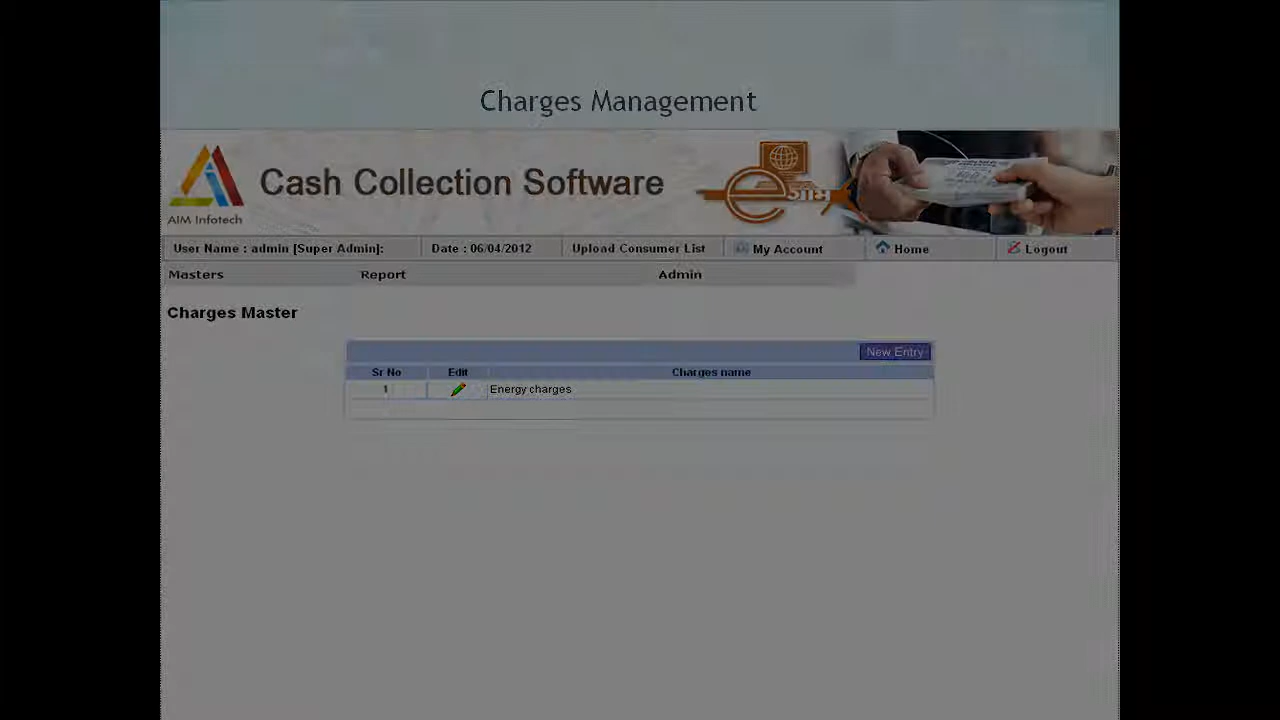 Charges Management
Cash Collection Software
AIM Infotech
ગ્રામ
User Name : admin [Super Admin]: Date : 06/04/2012 Upload Consumer List My Account Home Logout
Masters Report Admin
Charges Master
New Entry
Sr No Edit Charges name
1 Energy charges